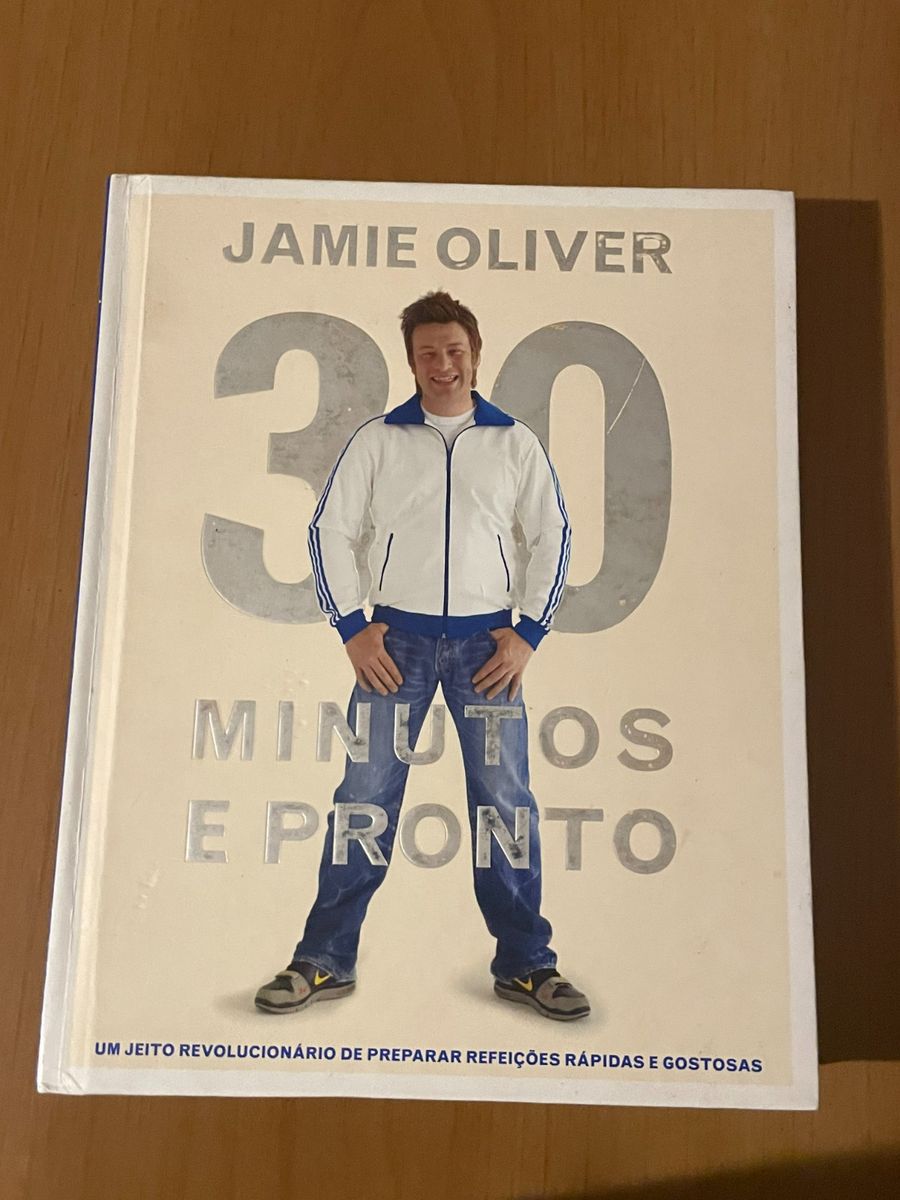 JAMIE OLIVER
30
MINUTOS
E PRONTO
UM JEITO REVOLUCIONÁRIO DE PREPARAR REFEIÇÕES RÁPIDAS E GOSTOSAS